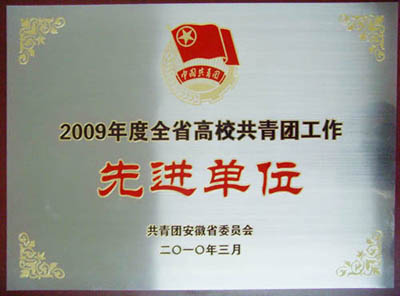 中国共青团
2009年度全省高校共青团工作
先进单位
共青团安徽省委员会
二〇一〇年三月